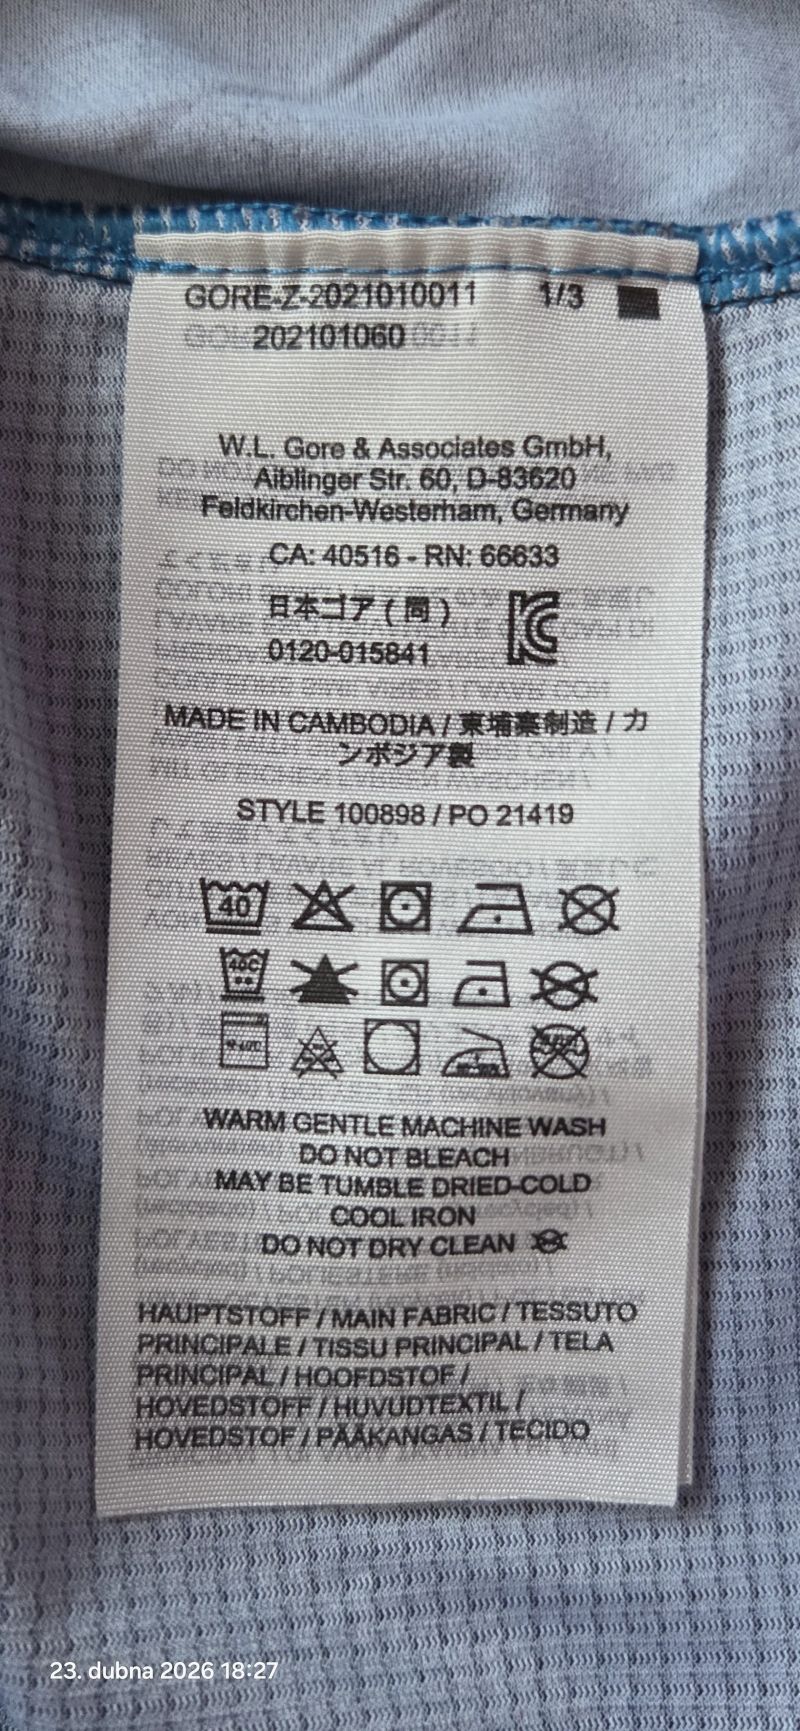 GORE-Z-2021010011 1/3
202101060
W.L. Gore & Associates GmbH,
Aiblinger Str. 60, D-83620
Feldkirchen-Westerham, Germany
CA: 40516 - RN: 66633
日本ゴア ( 同 )
0120-015841
MADE IN CAMBODIA / 柬埔寨制造 / カ
ンボジア製
STYLE 100898 / PO 21419
40
40C
WARM GENTLE MACHINE WASH
DO NOT BLEACH
MAY BE TUMBLE DRIED-COLD
COOL IRON
DO NOT DRY CLEAN
HAUPTSTOFF / MAIN FABRIC / TESSUTO
PRINCIPALE / TISSU PRINCIPAL / TELA
PRINCIPAL / HOOFDSTOF /
HOVEDSTOFF / HUVUDTEXTIL /
HOVEDSTOF / PÄÄKANGAS / TECIDO
23. dubna 2026 18:27